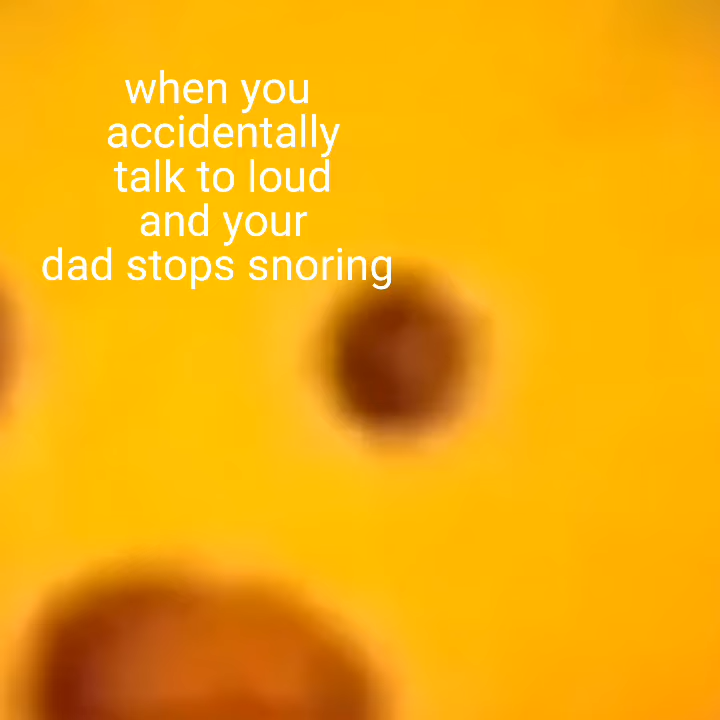 when you
accidentally
talk to loud
and your
dad stops snoring